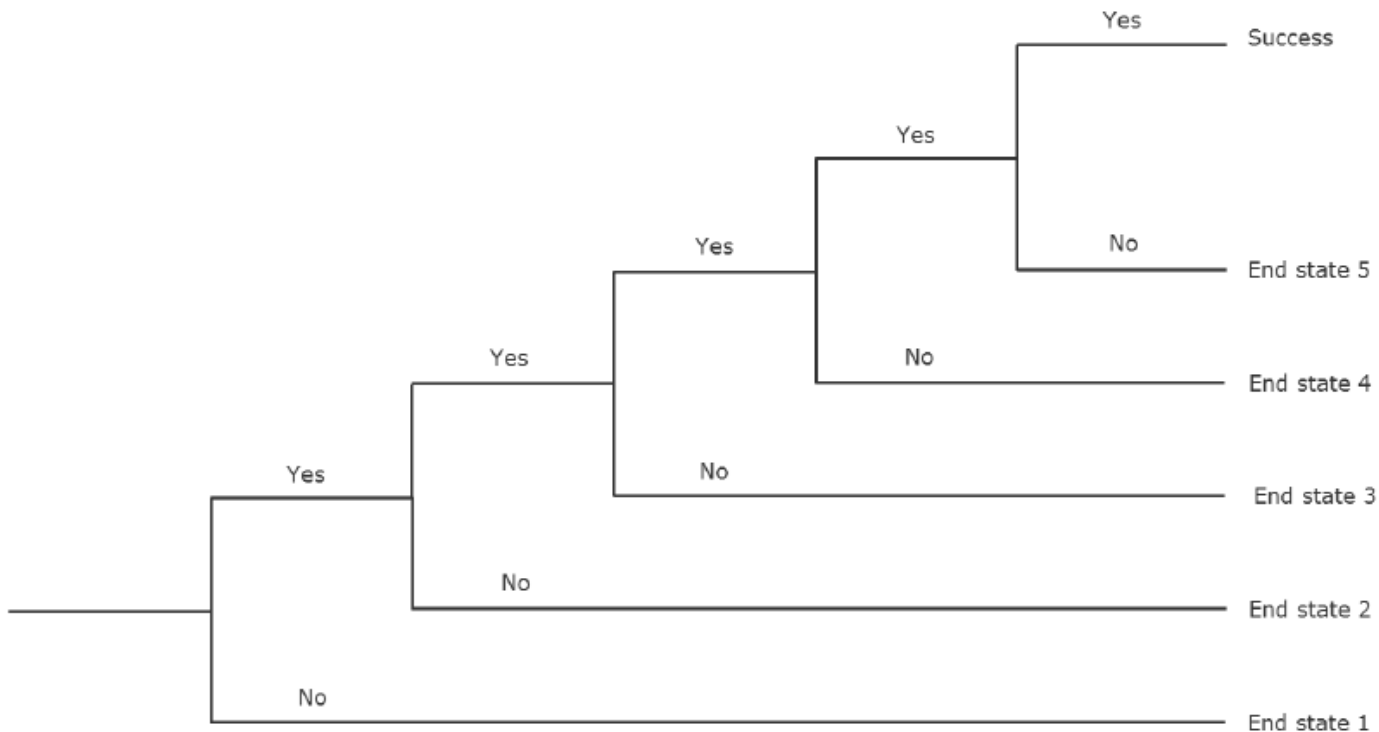 Yes
Success
Yes
Yes
No
End state 5
Yes
No
End state 4
Yes
No
End state 3
No
End state 2
No
End state 1